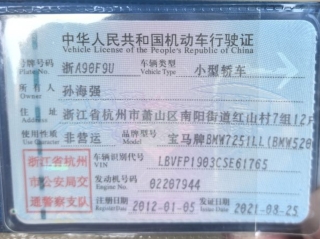 中华人民共和国机动车行驶证
Vehicle License of the People's Republic of China
号牌号码 浙A98F9U 车辆类型 小型轿车
Plate No. Vehicle Type
所有人 孙海强
Owner
住址 浙江省杭州市萧山区南阳街道红山村7组12户
Address
使用性质 非营运 品牌型号 宝马牌BMW7251LL(BMW520
Use Character
浙江省杭州市公安局交通警察支队
车辆识别代号 LBVFP1903CSE61765
VIN
发动机号码 02207944
Engine No.
注册日期 2012-01-05 发证日期 2021-08-25
Register Date Issue Date